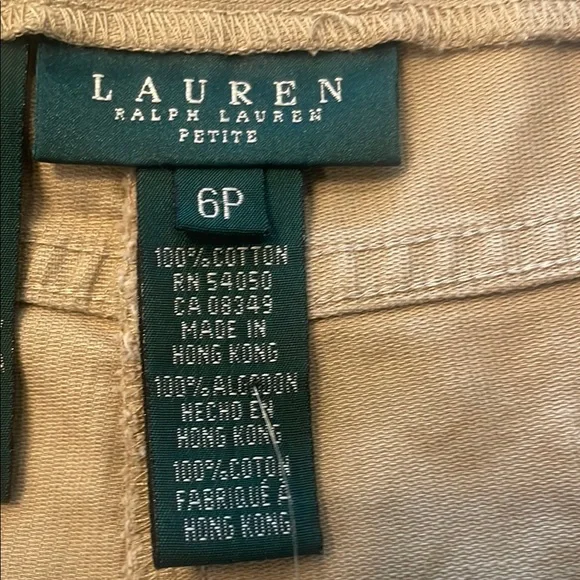 LAUREN
RALPH LAUREN
PETITE
6P
100% COTTON
RN 54050
CA 08349
MADE IN
HONG KONG
100% ALGODON
HECHO EN
HONG KONG
100% COTON
FABRIQUÉ À
HONG KONG